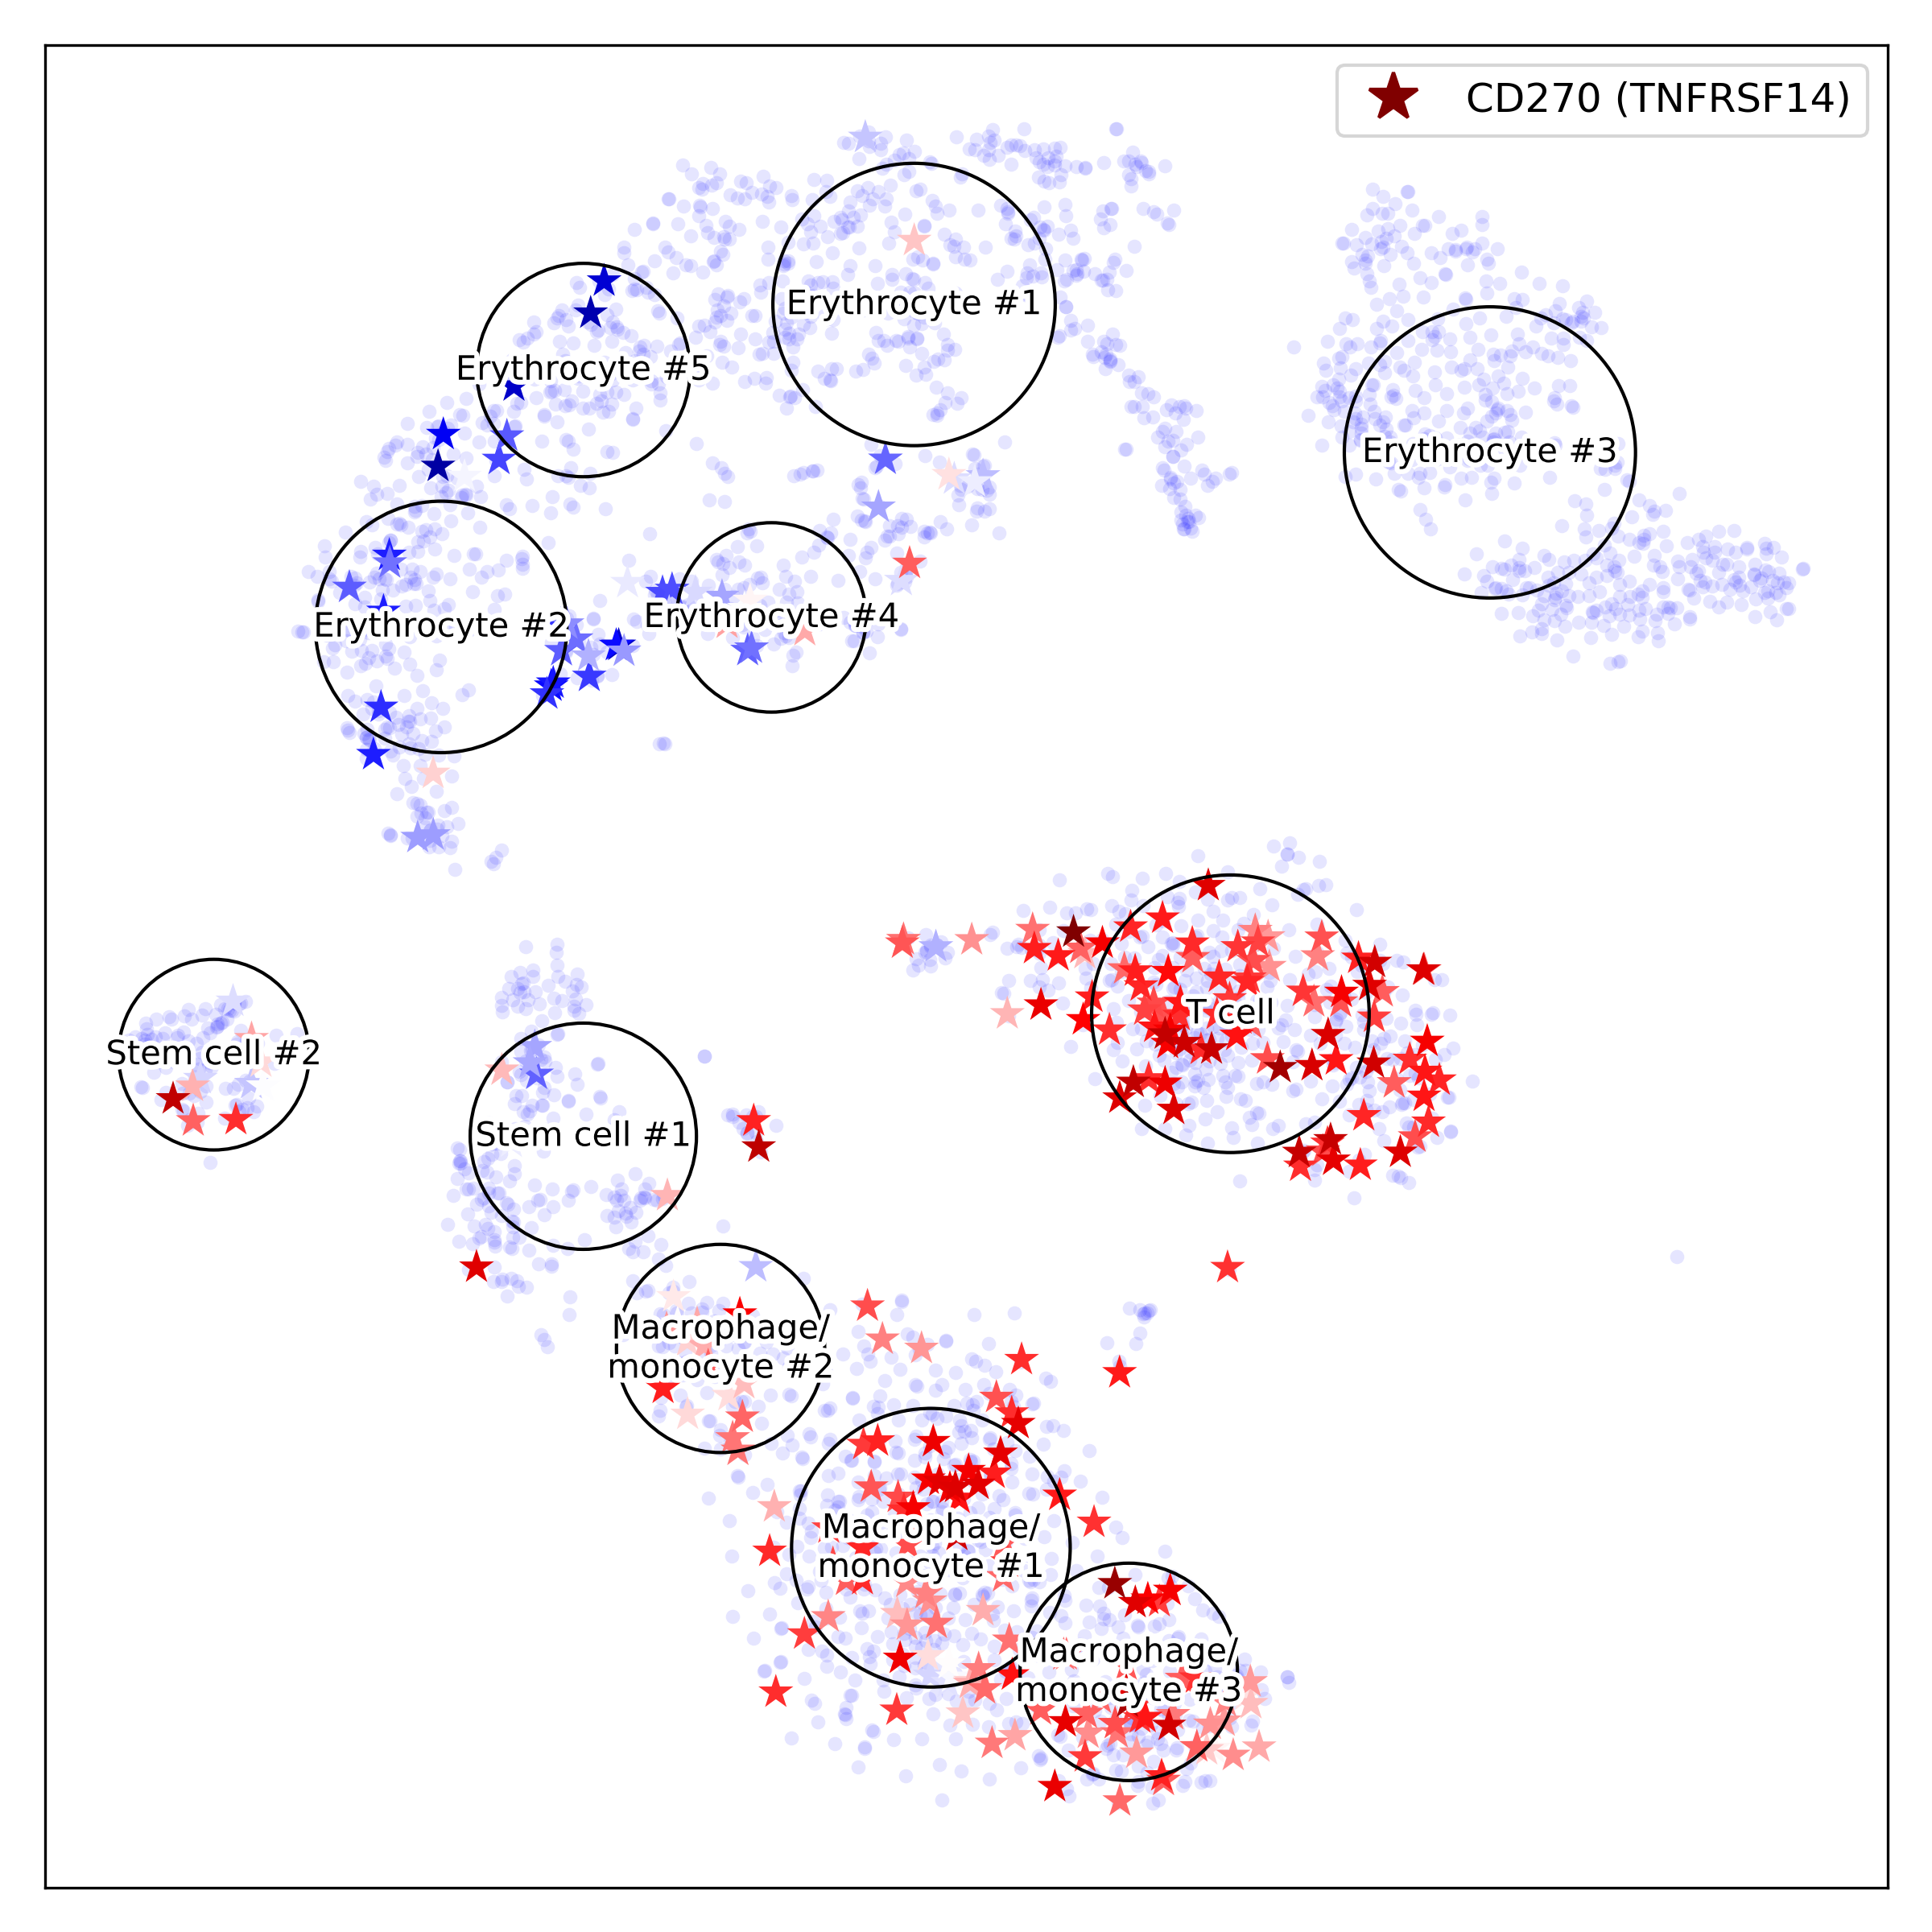 CD270 (TNFRSF14)
Erythrocyte #1
Erythrocyte #5
Erythrocyte #3
Erythrocyte #4
Erythrocyte #2
T cell
Stem cell #2
Stem cell #1
Macrophage/
monocyte #2
Macrophage/
monocyte #1
Macrophage/
monocyte #3